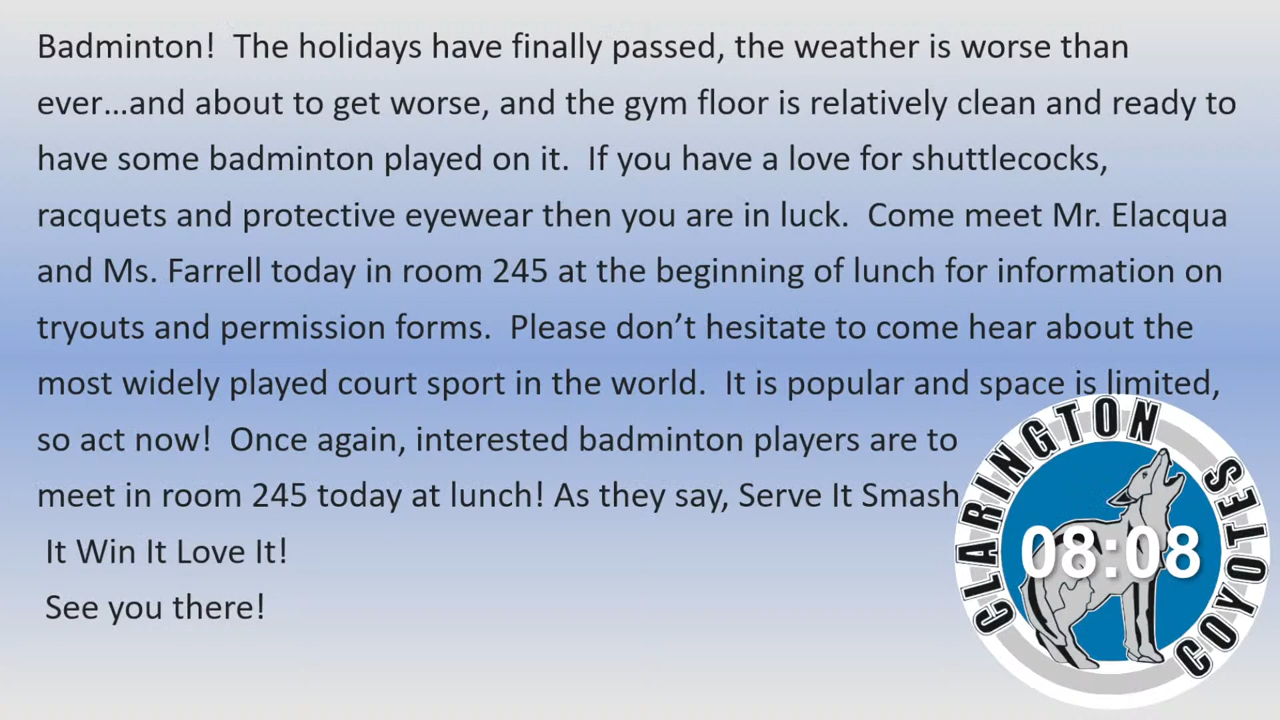 Badminton!  The holidays have finally passed, the weather is worse than
ever…and about to get worse, and the gym floor is relatively clean and ready to
have some badminton played on it.  If you have a love for shuttlecocks,
racquets and protective eyewear then you are in luck.  Come meet Mr. Elacqua
and Ms. Farrell today in room 245 at the beginning of lunch for information on
tryouts and permission forms.  Please don’t hesitate to come hear about the
most widely played court sport in the world.  It is popular and space is limited,
so act now!  Once again, interested badminton players are to
meet in room 245 today at lunch! As they say, Serve It Smash
It Win It Love It!
See you there!
CLARINGTON
08:08
COYOTES